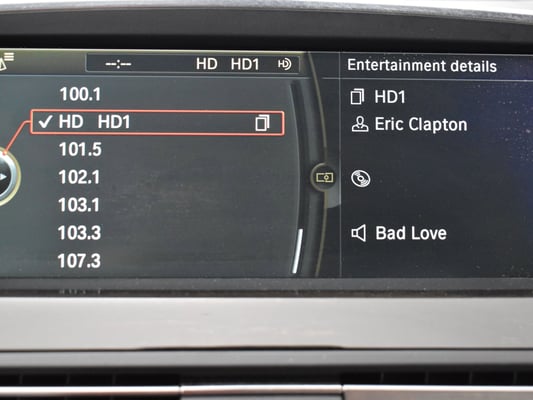 --:-- HD HD1
100.1
HD HD1
101.5
102.1
103.1
103.3
107.3
Entertainment details
HD1
Eric Clapton
Bad Love